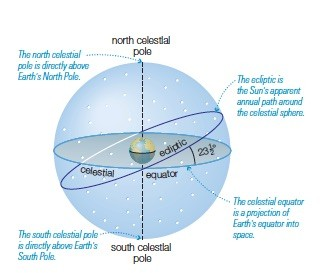 north celestial
pole
The north celestial
pole is directly above
Earth's North Pole.
The ecliptic is
the Sun's apparent
annual path around
the celestial sphere.
ecliptic
23½°
celestial
equator
The celestial equator
is a projection of
Earth's equator into
space.
The south celestial pole
is directly above Earth's
South Pole.
south celestial
pole